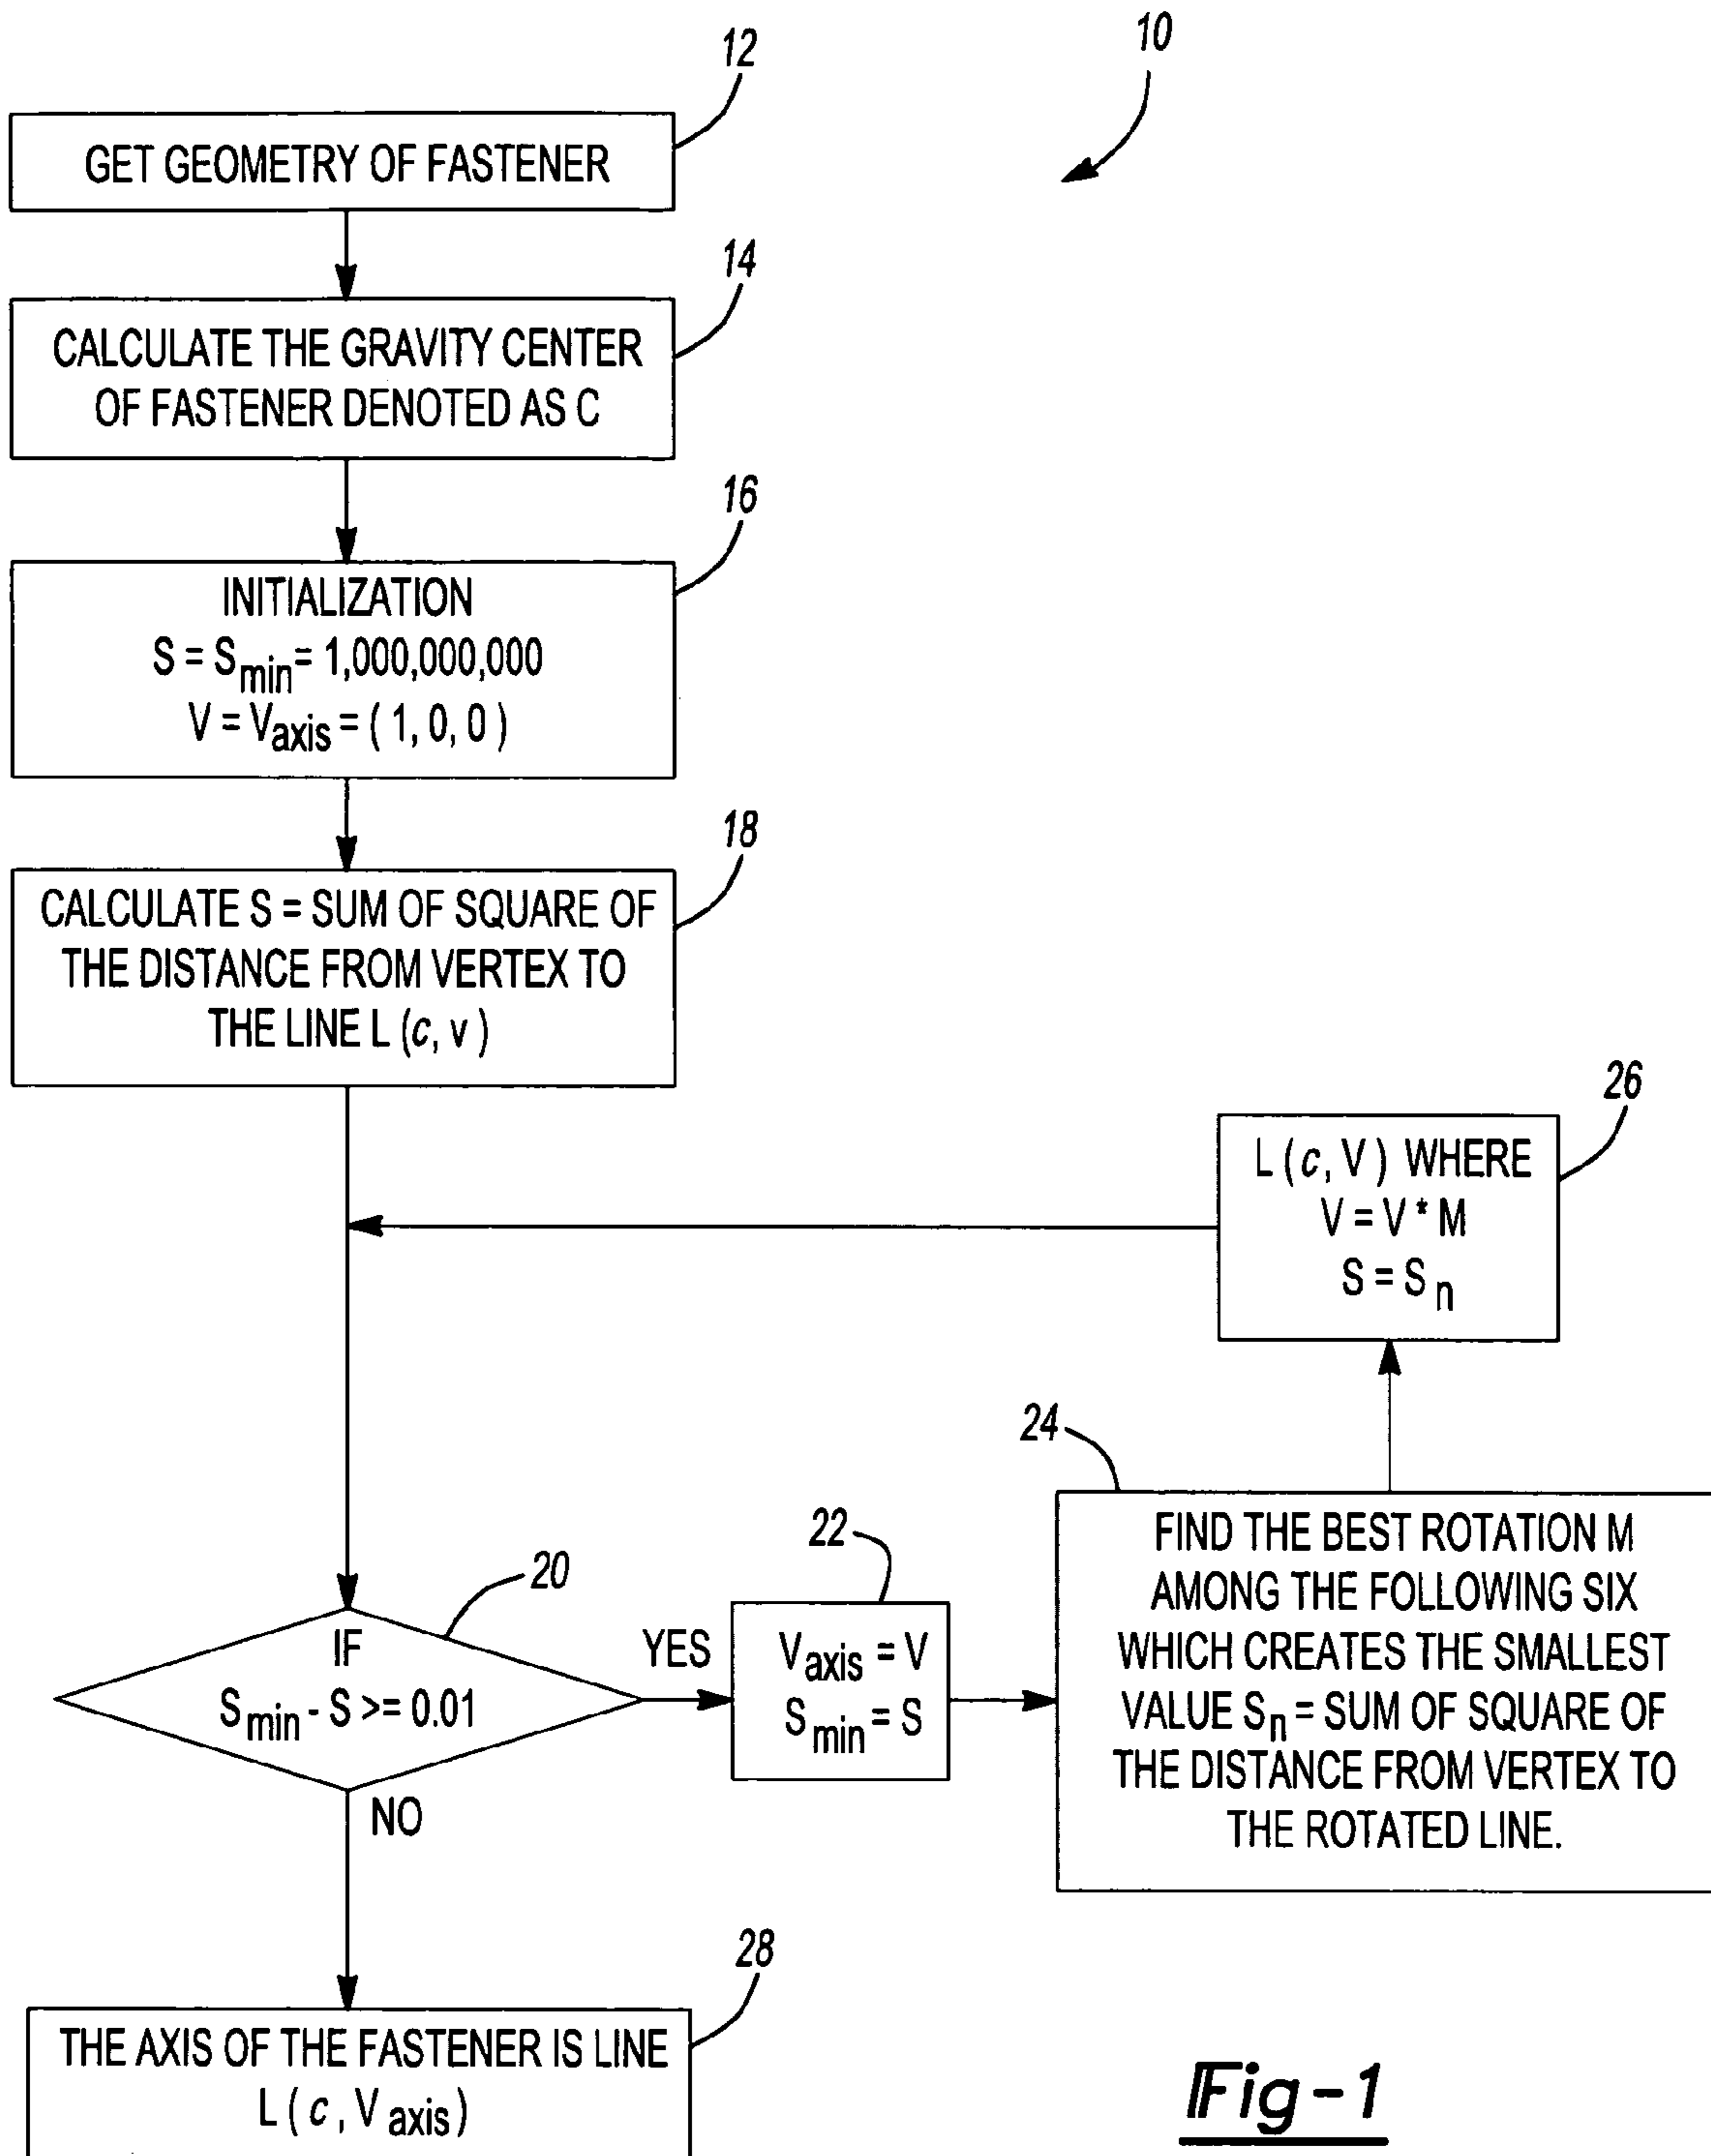 10
12
GET GEOMETRY OF FASTENER
14
CALCULATE THE GRAVITY CENTER
OF FASTENER DENOTED AS C
16
INITIALIZATION
S = Smin= 1,000,000,000
V = Vaxis = ( 1, 0, 0 )
18
CALCULATE S = SUM OF SQUARE OF
THE DISTANCE FROM VERTEX TO
THE LINE L (c, v )
26
L ( c, V ) WHERE
V = V * M
S = Sn
20
IF
Smin - S >= 0.01
YES
NO
22
Vaxis = V
Smin = S
24
FIND THE BEST ROTATION M
AMONG THE FOLLOWING SIX
WHICH CREATES THE SMALLEST
VALUE Sn = SUM OF SQUARE OF
THE DISTANCE FROM VERTEX TO
THE ROTATED LINE.
28
THE AXIS OF THE FASTENER IS LINE
L ( c , Vaxis)
Fig-1